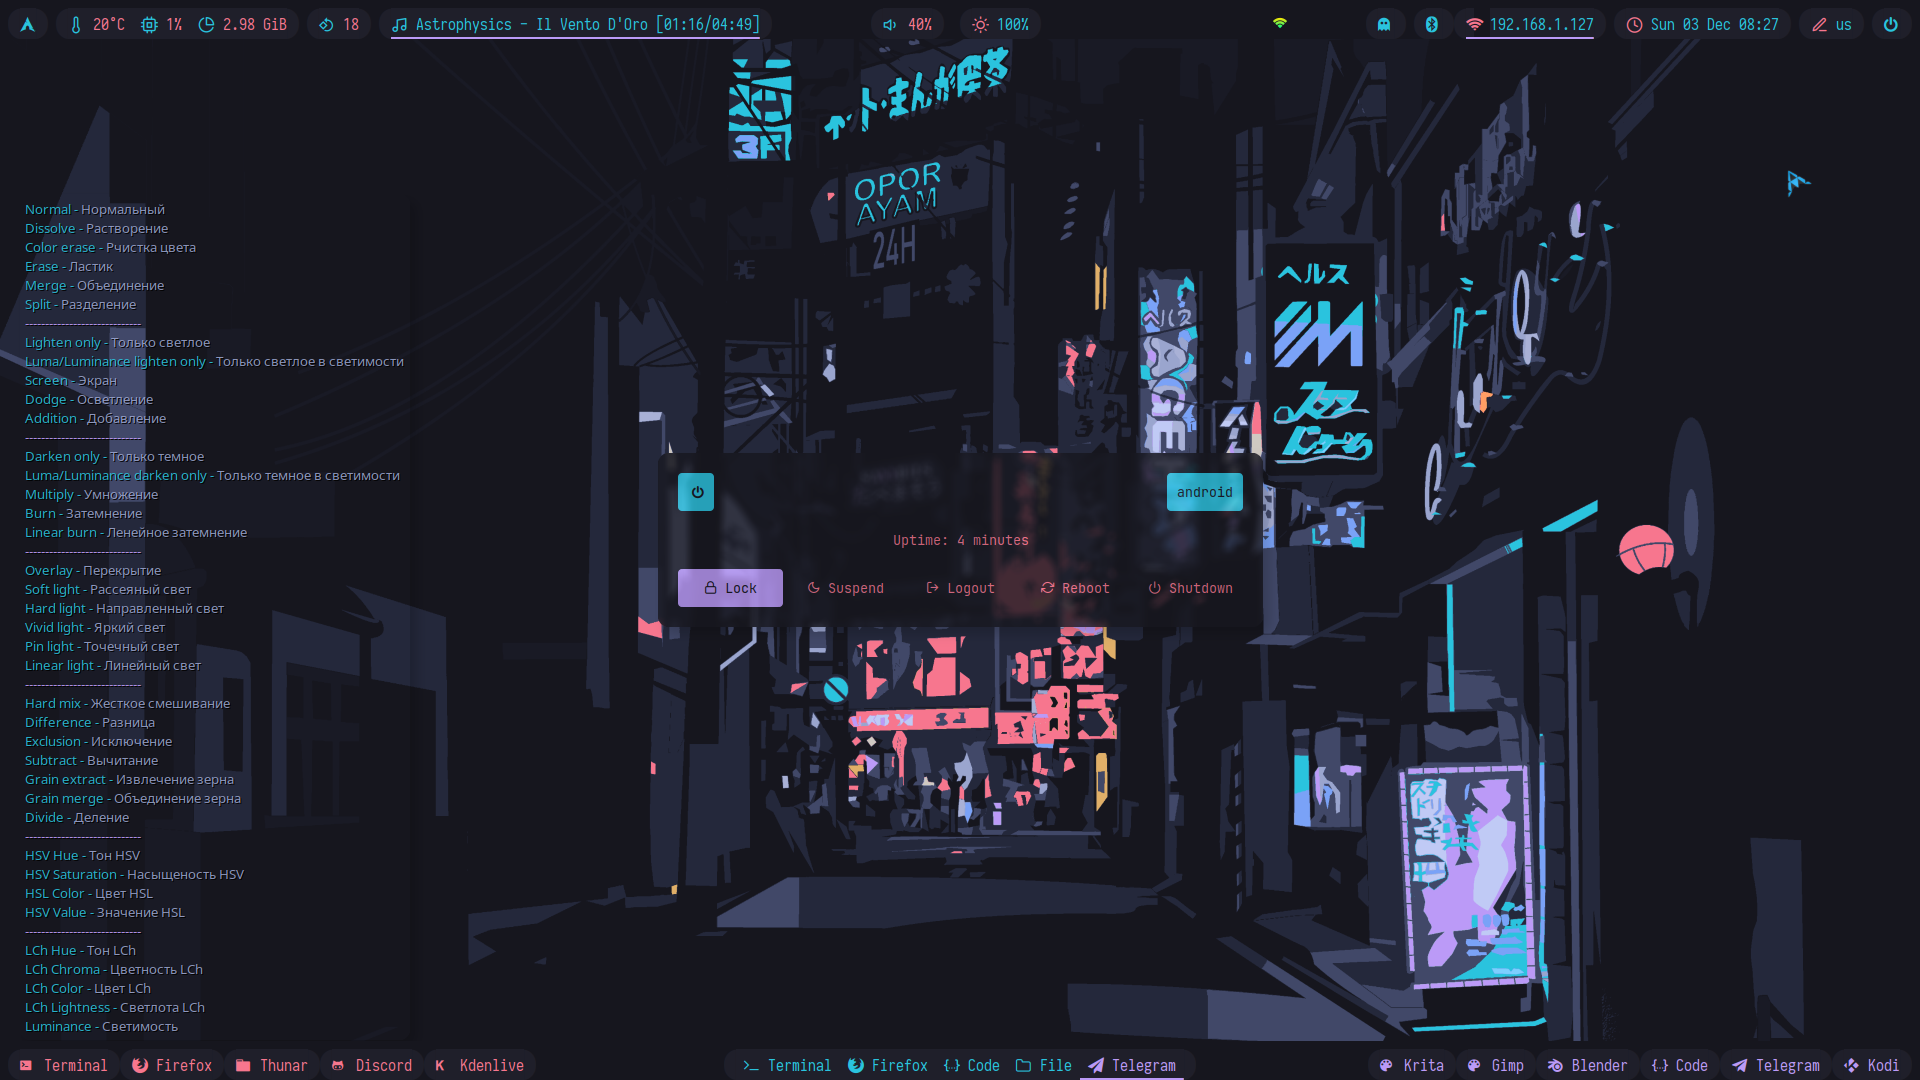 20°C 1% 2.98 GiB 18 Astrophysics - Il Vento D'Oro [01:16/04:49] 40% 100% 192.168.1.127 Sun 03 Dec 08:27 us
3F
OPOR
AYAM
24H
ヘルス
ヘルス
Normal - Нормальный
Dissolve - Растворение
Color erase - Рчистка цвета
Erase - Ластик
Merge - Объединение
Split - Разделение
-----------------------------
Lighten only - Только светлое
Luma/Luminance lighten only - Только светлое в светимости
Screen - Экран
Dodge - Осветление
Addition - Добавление
-----------------------------
Darken only - Только темное
Luma/Luminance darken only - Только темное в светимости
Multiply - Умножение
Burn - Затемнение
Linear burn - Ленейное затемнение
-----------------------------
Overlay - Перекрытие
Soft light - Рассеяный свет
Hard light - Направленный свет
Vivid light - Яркий свет
Pin light - Точечный свет
Linear light - Линейный свет
-----------------------------
Hard mix - Жесткое смешивание
Difference - Разница
Exclusion - Исключение
Subtract - Вычитание
Grain extract - Извлечение зерна
Grain merge - Объединение зерна
Divide - Деление
-----------------------------
HSV Hue - Тон HSV
HSV Saturation - Насыщеность HSV
HSL Color - Цвет HSL
HSV Value - Значение HSL
-----------------------------
LCh Hue - Тон LCh
LCh Chroma - Цветность LCh
LCh Color - Цвет LCh
LCh Lightness - Светлота LCh
Luminance - Светимость
android
Uptime: 4 minutes
Lock Suspend Logout Reboot Shutdown
Terminal Firefox Thunar Discord Kdenlive Terminal Firefox Code File Telegram Krita Gimp Blender Code Telegram Kodi